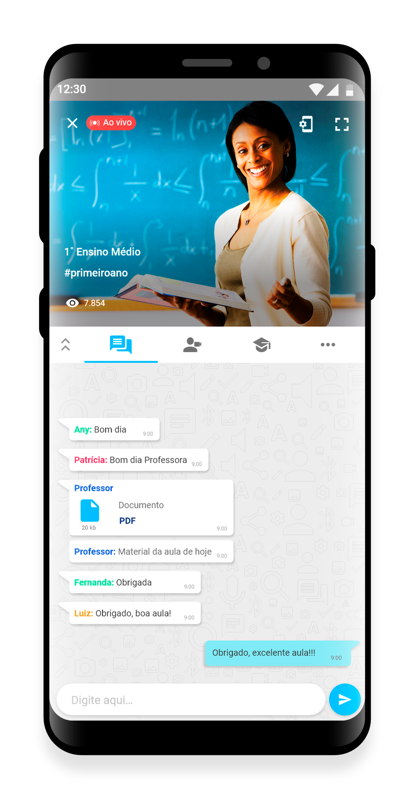 12:30
Ao vivo
1° Ensino Médio
#primeiroano
7.854
Any: Bom dia
9:00
Patrícia: Bom dia Professora
9:00
Professor
Documento
PDF
20 kb
9:00
Professor: Material da aula de hoje
9:00
Fernanda: Obrigada
9:00
Luiz: Obrigado, boa aula!
9:00
Obrigado, excelente aula!!!
9:00
Digite aqui...